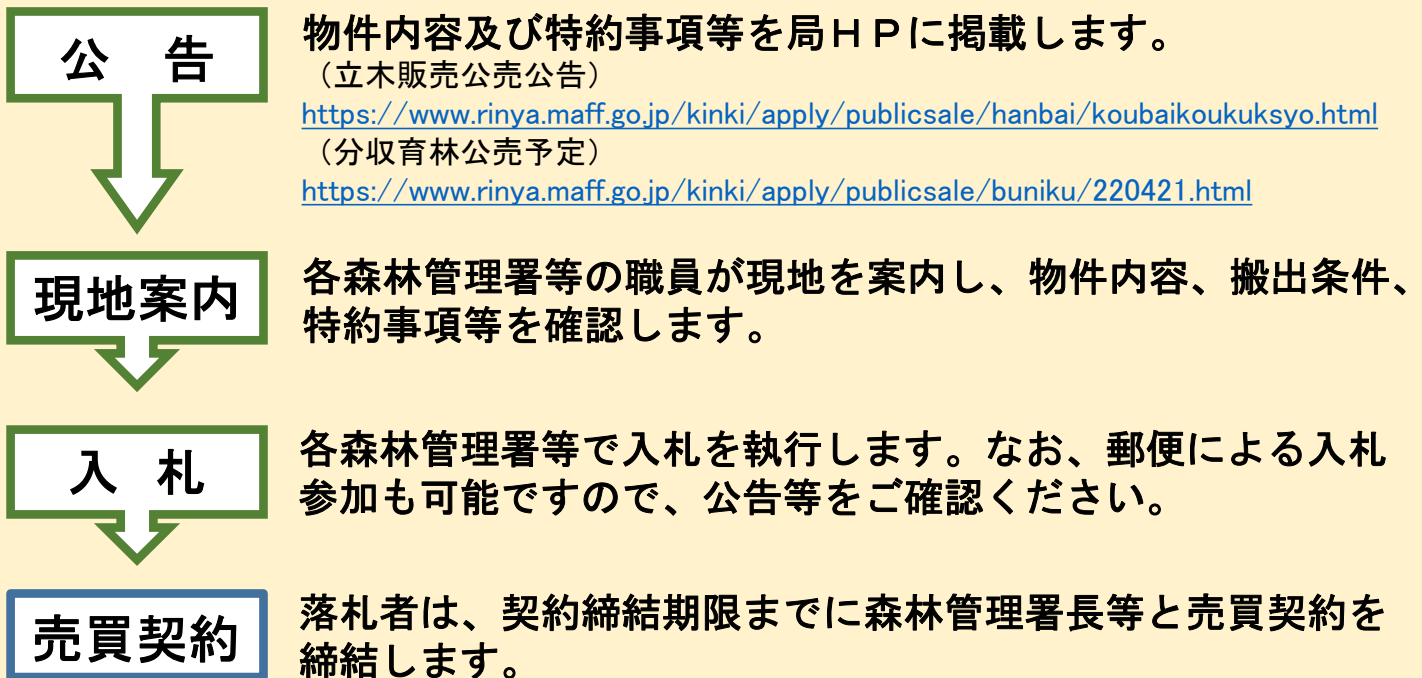 公　告
物件内容及び特約事項等を局ＨＰに掲載します。
（立木販売公売公告）
https://www.rinya.maff.go.jp/kinki/apply/publicsale/hanbai/koubaikoukuksyo.html
（分収育林公売予定）
https://www.rinya.maff.go.jp/kinki/apply/publicsale/buniku/220421.html
現地案内
各森林管理署等の職員が現地を案内し、物件内容、搬出条件、
特約事項等を確認します。
入　札
各森林管理署等で入札を執行します。なお、郵便による入札
参加も可能ですので、公告等をご確認ください。
売買契約
落札者は、契約締結期限までに森林管理署長等と売買契約を
締結します。